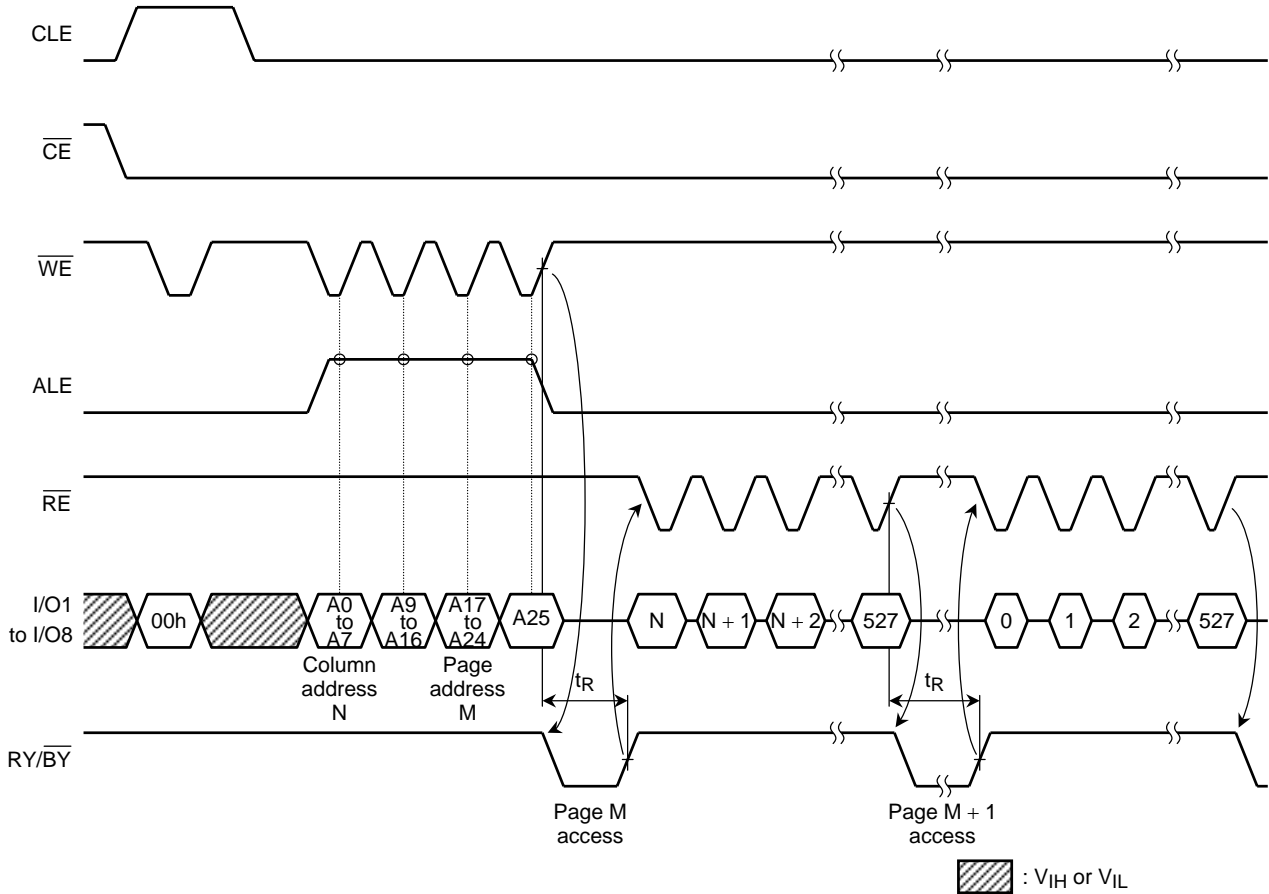 CLE
CE
WE
ALE
RE
I/O1
to I/O8
00h
A0
to
A7
A9
to
A16
A17
to
A24
A25
N
N + 1
N + 2
527
0
1
2
527
Column
address
N
Page
address
M
tR
tR
RY/BY
Page M
access
Page M + 1
access
: VIH or VIL